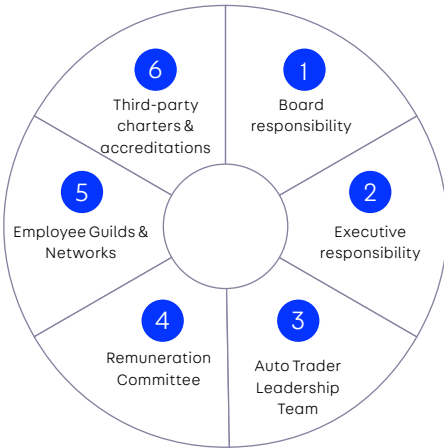 1
Board
responsibility
2
Executive
responsibility
3
Auto Trader
Leadership
Team
4
Remuneration
Committee
5
Employee Guilds &
Networks
6
Third-party
charters &
accreditations